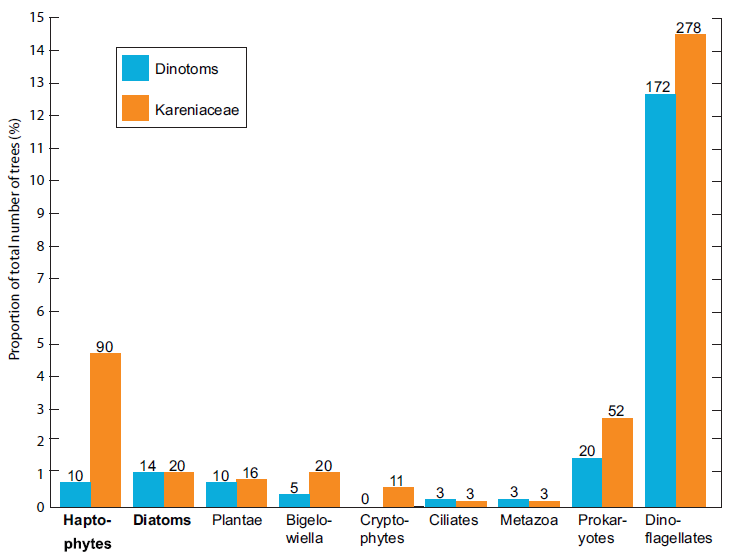 Proportion of total number of trees (%)
15
14
13
12
11
10
9
8
7
6
5
4
3
2
1
0
Dinotoms
Kareniaceae
10
90
14
20
10
16
5
20
0
11
3
3
3
3
20
52
172
278
Hapto-
phytes
Diatoms
Plantae
Bigelo-
wiella
Crypto-
phytes
Ciliates
Metazoa
Prokar-
yotes
Dino-
flagellates